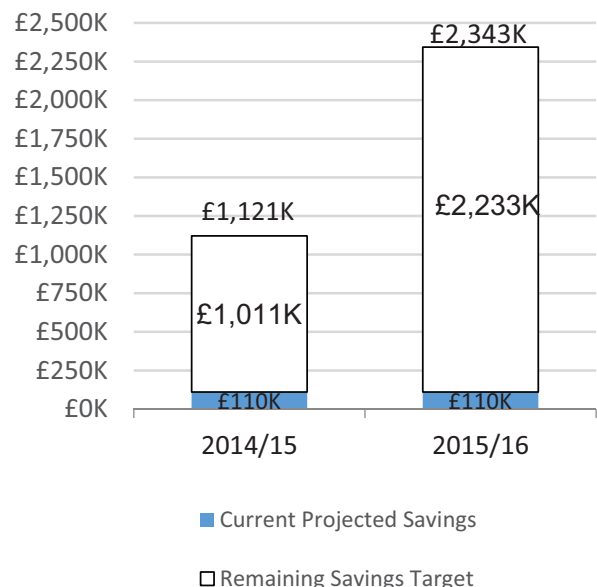 £2,500K
£2,250K
£2,000K
£1,750K
£1,500K
£1,250K
£1,000K
£750K
£500K
£250K
£0K
£2,343K
£2,233K
£1,121K
£1,011K
£110K
£110K
2014/15
2015/16
Current Projected Savings
Remaining Savings Target